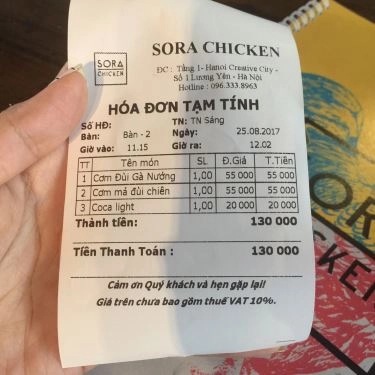 SORA
CHICKEN
SORA CHICKEN
ĐC : Tầng 1- Hanoi Creative City -
Số 1 Lương Yên - Hà Nội
Hotline : 096.333.8963
HÓA ĐƠN TẠM TÍNH
Số HĐ: TN: TN Sáng
Bàn: Bàn - 2 Ngày: 25.08.2017
Giờ vào: 11.15 Giờ ra: 12.02
TT Tên món SL Đ.Giá T.Tiền
1 Cơm Đùi Gà Nướng 1,00 55 000 55 000
2 Cơm má đùi chiên 1,00 55 000 55 000
3 Coca light 1,00 20 000 20 000
Thành tiền: 130 000
Tiền Thanh Toán : 130 000
Cảm ơn Quý khách và hẹn gặp lại!
Giá trên chưa bao gồm thuế VAT 10%.
OR
CKEN